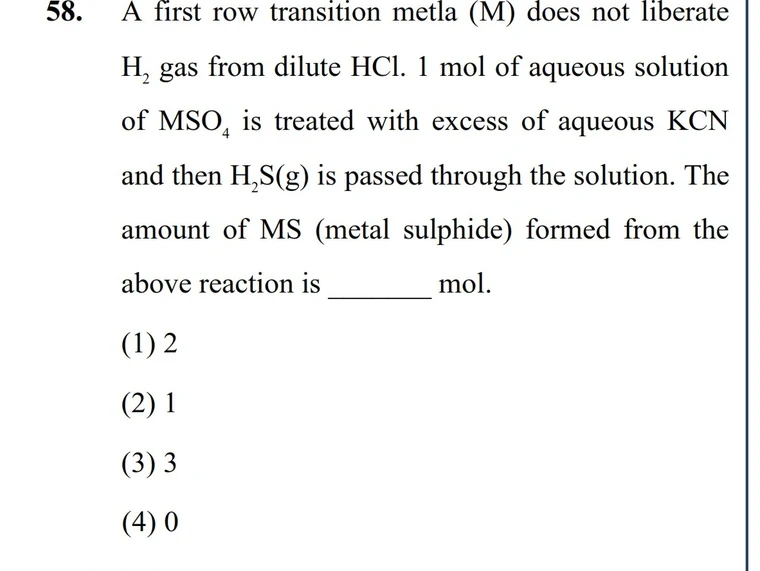 58. A first row transition metla (M) does not liberate
H₂ gas from dilute HCl. 1 mol of aqueous solution
of MSO₄ is treated with excess of aqueous KCN
and then H₂S(g) is passed through the solution. The
amount of MS (metal sulphide) formed from the
above reaction is _______ mol.
(1) 2
(2) 1
(3) 3
(4) 0